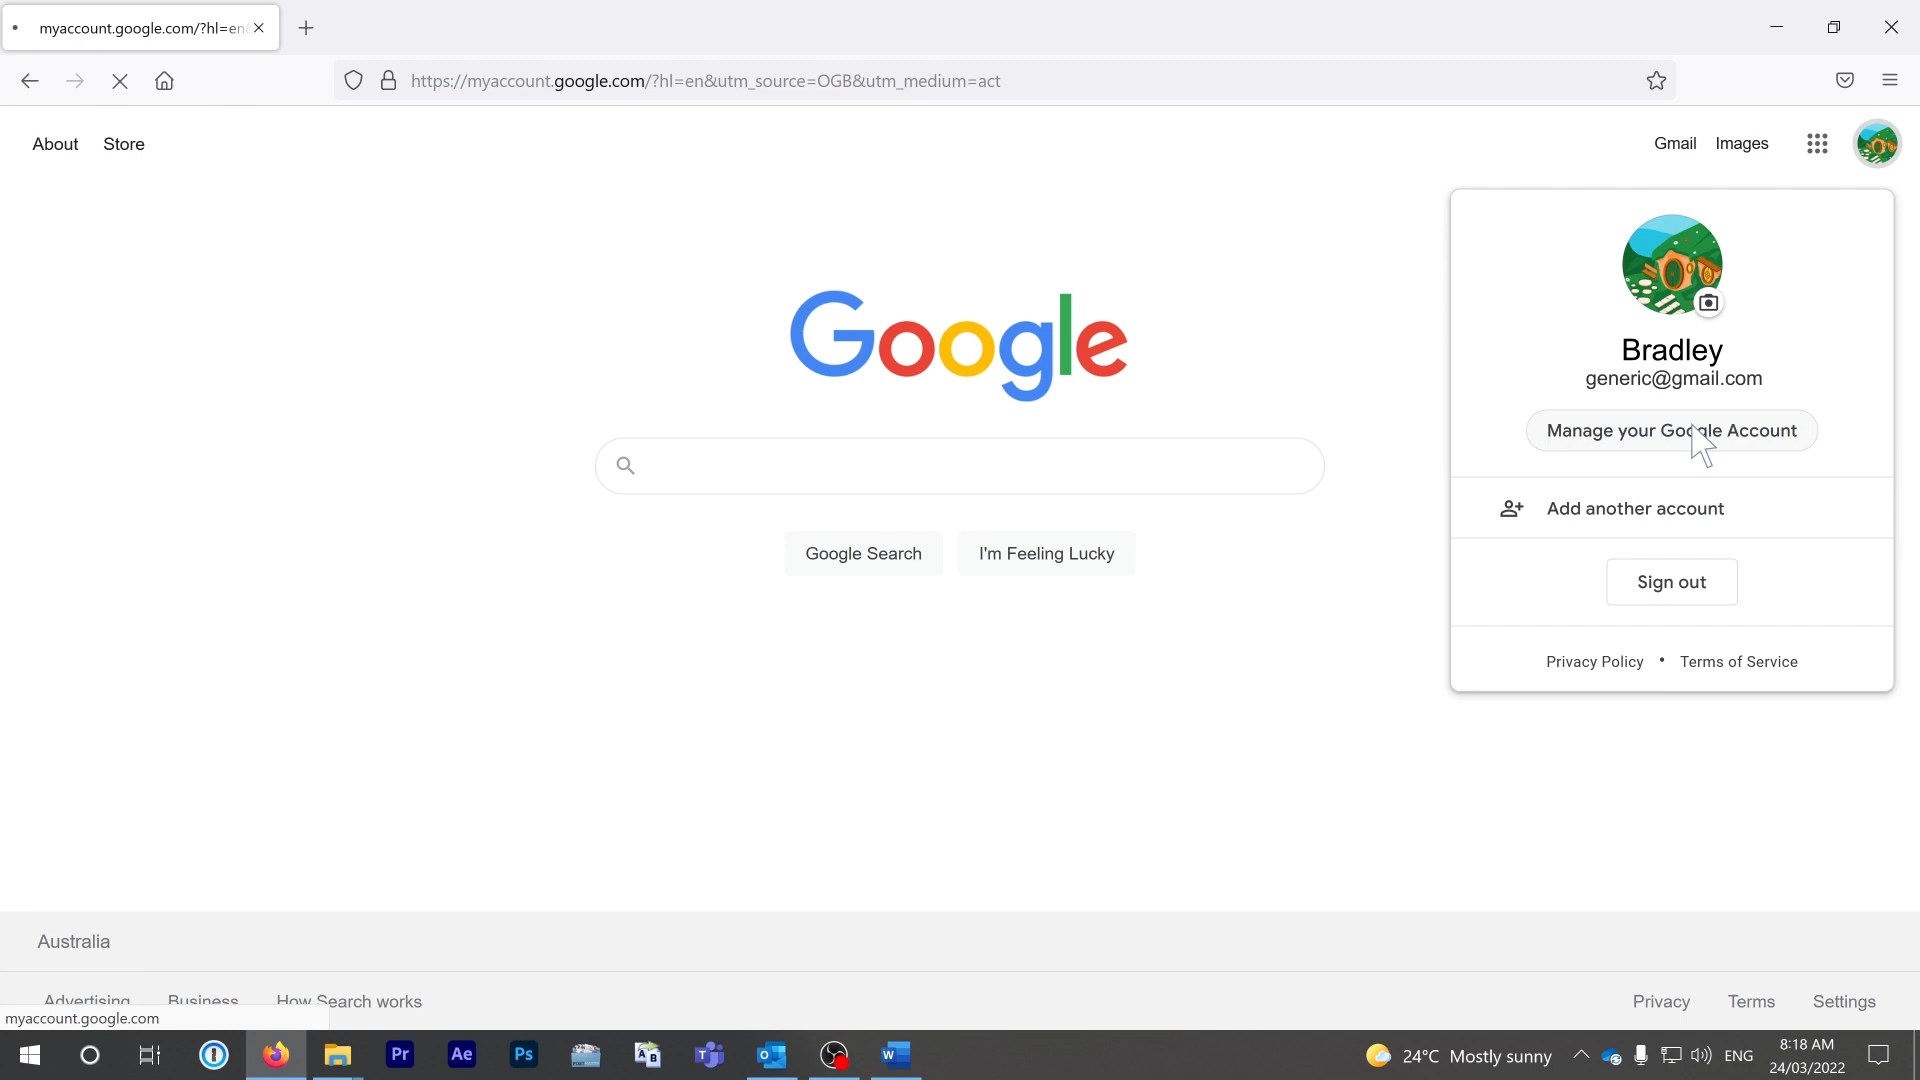 myaccount.google.com/?hl=en
https://myaccount.google.com/?hl=en&utm_source=OGB&utm_medium=act
About Store
Gmail Images
Google
Bradley
generic@gmail.com
Manage your Google Account
Add another account
Google Search I'm Feeling Lucky
Sign out
Privacy Policy • Terms of Service
Australia
Advertising Business How Search works
Privacy Terms Settings
myaccount.google.com
Pr Ae Ps
24°C Mostly sunny
ENG
8:18 AM
24/03/2022